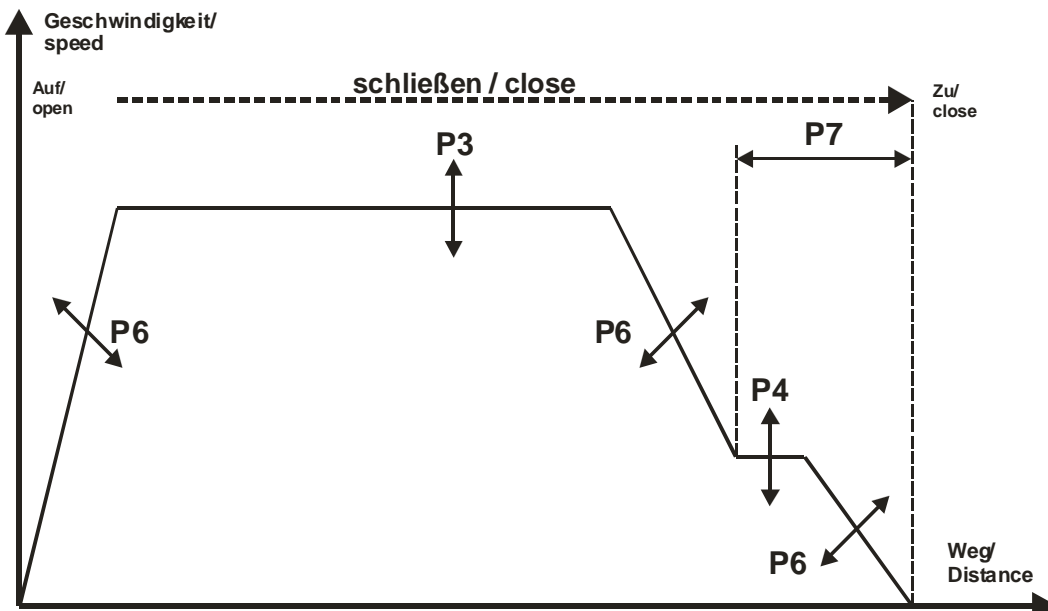 Geschwindigkeit/
speed
Auf/
open
schließen / close
Zu/
close
P7
P3
P6
P6
P4
P6
Weg/
Distance